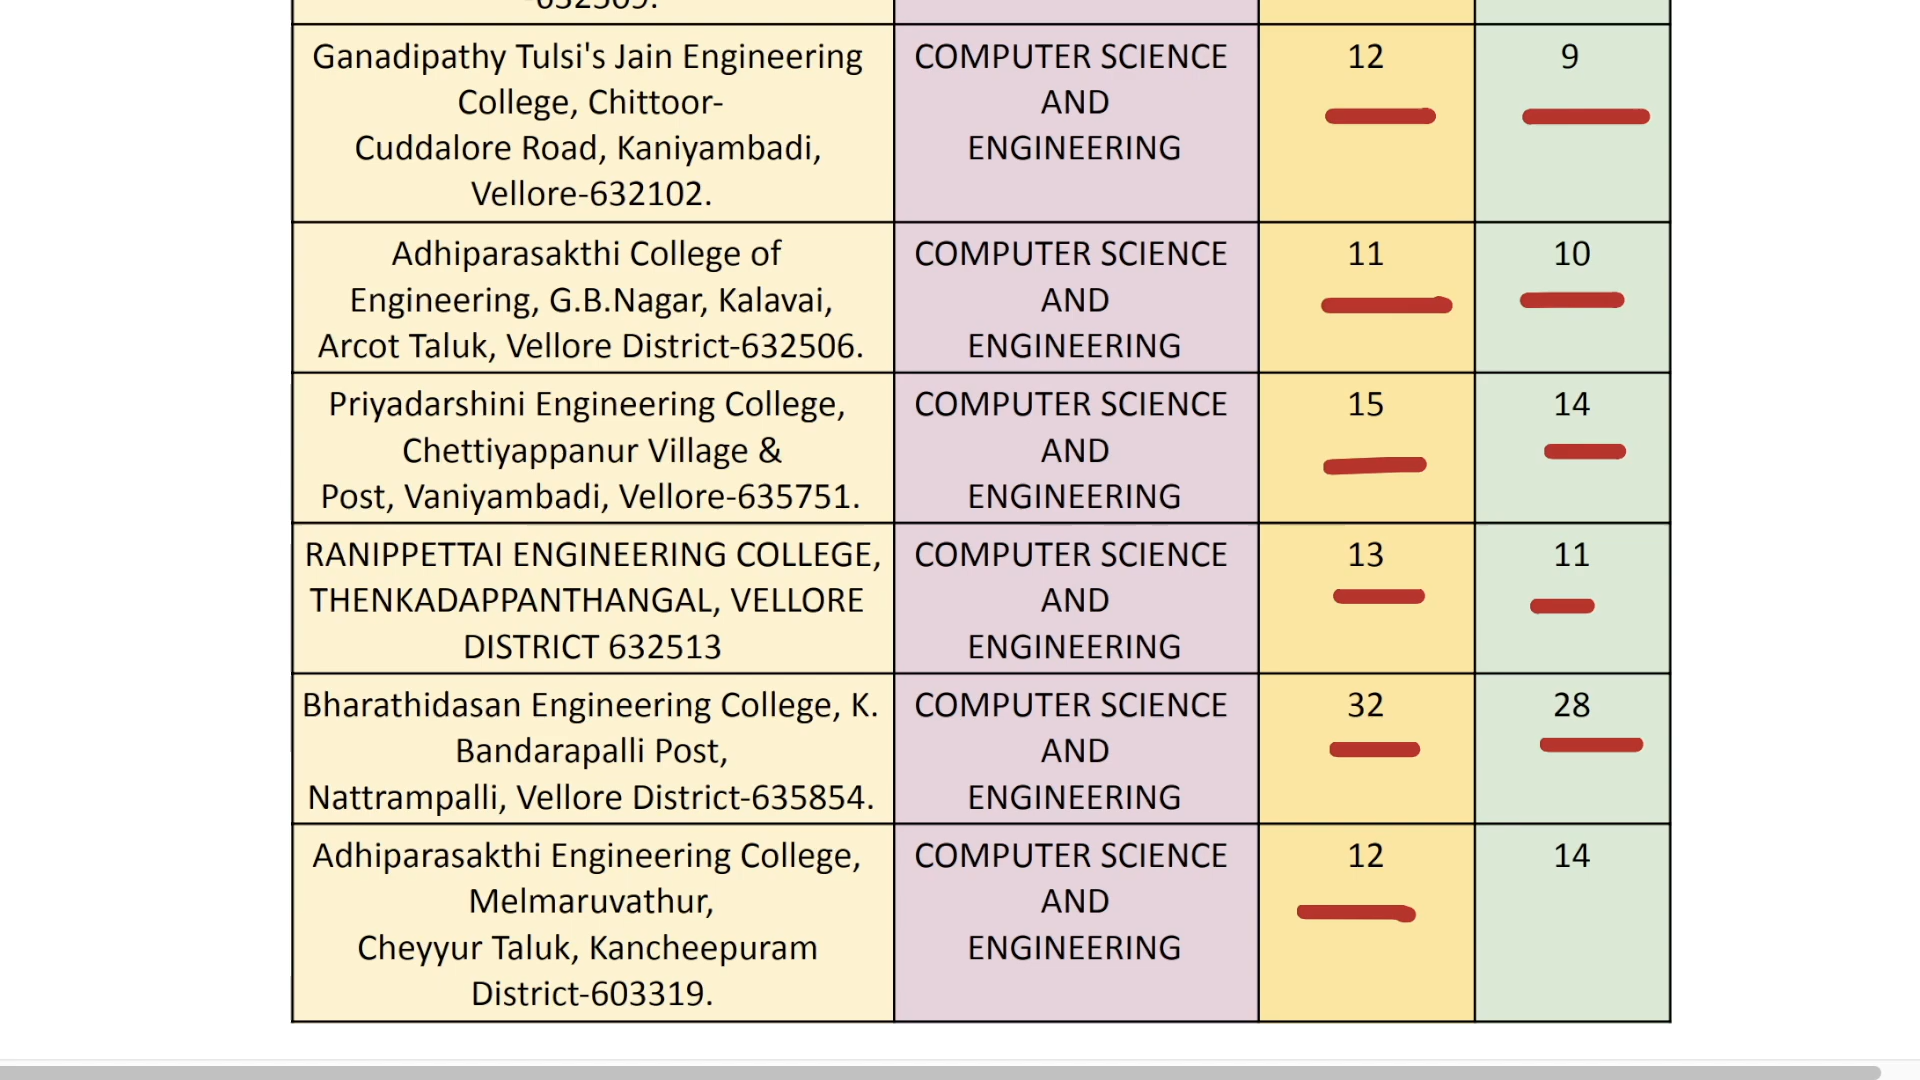 -632509.
Ganadipathy Tulsi's Jain Engineering
College, Chittoor-
Cuddalore Road, Kaniyambadi,
Vellore-632102.
COMPUTER SCIENCE
AND
ENGINEERING
12
9
Adhiparasakthi College of
Engineering, G.B.Nagar, Kalavai,
Arcot Taluk, Vellore District-632506.
COMPUTER SCIENCE
AND
ENGINEERING
11
10
Priyadarshini Engineering College,
Chettiyappanur Village &
Post, Vaniyambadi, Vellore-635751.
COMPUTER SCIENCE
AND
ENGINEERING
15
14
RANIPPETTAI ENGINEERING COLLEGE,
THENKADAPPANTHANGAL, VELLORE
DISTRICT 632513
COMPUTER SCIENCE
AND
ENGINEERING
13
11
Bharathidasan Engineering College, K.
Bandarapalli Post,
Nattrampalli, Vellore District-635854.
COMPUTER SCIENCE
AND
ENGINEERING
32
28
Adhiparasakthi Engineering College,
Melmaruvathur,
Cheyyur Taluk, Kancheepuram
District-603319.
COMPUTER SCIENCE
AND
ENGINEERING
12
14